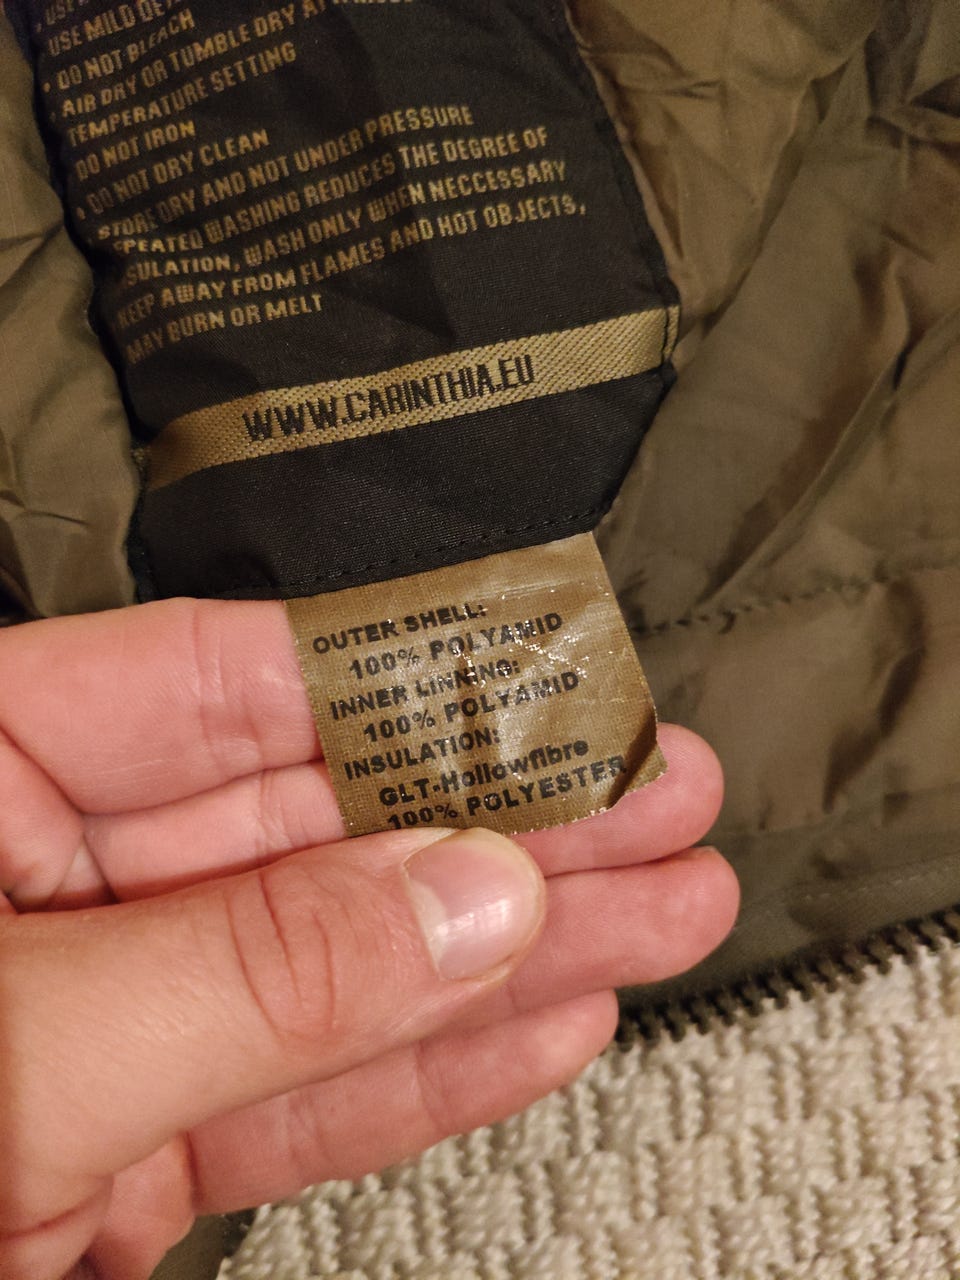 USE MILD DE
• DO NOT BLEACH
• AIR DRY OR TUMBLE DRY AT
TEMPERATURE SETTING
DO NOT IRON
• DO NOT DRY CLEAN
STORE DRY AND NOT UNDER PRESSURE
EPEATED WASHING REDUCES THE DEGREE OF
SULATION, WASH ONLY WHEN NECCESSARY
KEEP AWAY FROM FLAMES AND HOT OBJECTS,
MAY BURN OR MELT
WWW.CARINTHIA.EU
OUTER SHELL:
100% POLYAMID
INNER LINNING:
100% POLYAMID
INSULATION:
GLT-Hollowfibre
100% POLYESTER